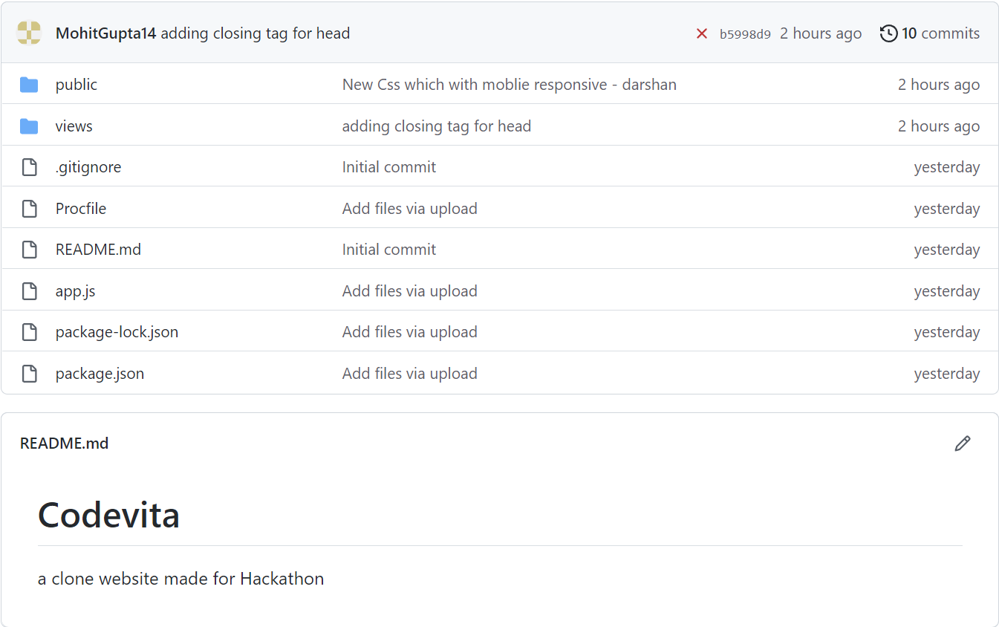 MohitGupta14 adding closing tag for head b5998d9 2 hours ago 10 commits
public New Css which with moblie responsive - darshan 2 hours ago
views adding closing tag for head 2 hours ago
.gitignore Initial commit yesterday
Procfile Add files via upload yesterday
README.md Initial commit yesterday
app.js Add files via upload yesterday
package-lock.json Add files via upload yesterday
package.json Add files via upload yesterday
README.md
Codevita
a clone website made for Hackathon